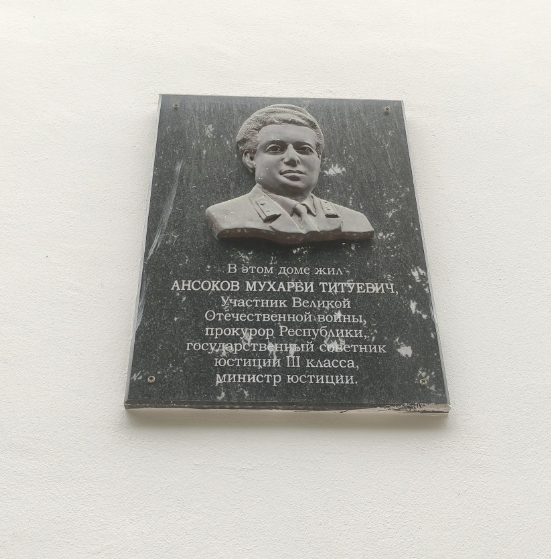 В этом доме жил
АНСОКОВ МУХАРБИ ТИТУЕВИЧ,
Участник Великой
Отечественной войны,
прокурор Республики,
государственный советник
юстиции III класса,
министр юстиции.